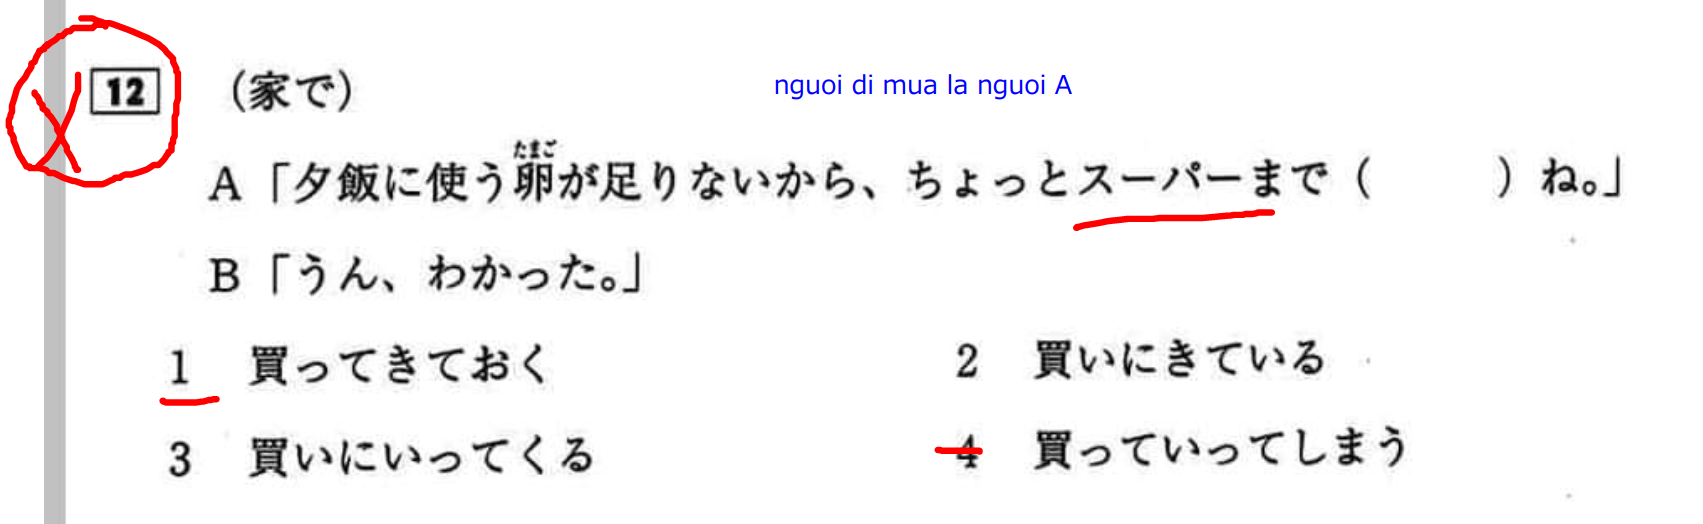 12 （家で）
nguoi di mua la nguoi A
たまご
A「夕飯に使う卵が足りないから、ちょっとスーパーまで（　　）ね。」
B「うん、わかった。」
1 買ってきておく
2 買いにきている
3 買いにいってくる
4 買っていってしまう